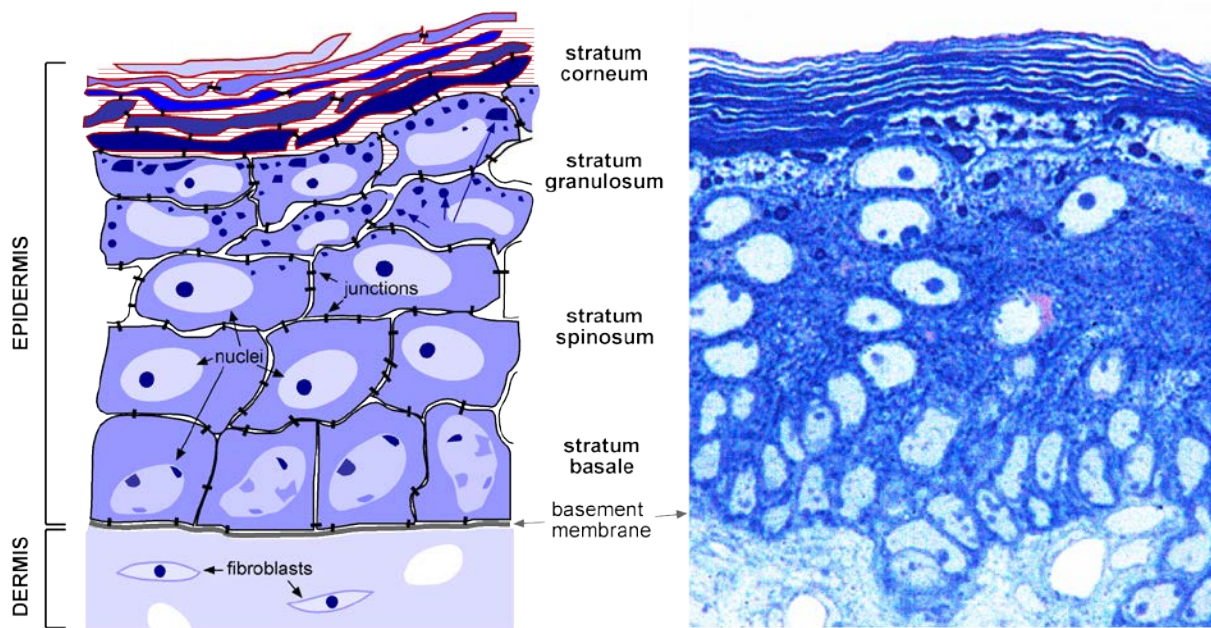 stratum
corneum
stratum
granulosum
junctions
stratum
spinosum
nuclei
stratum
basale
basement
membrane
fibroblasts
EPIDERMIS
DERMIS